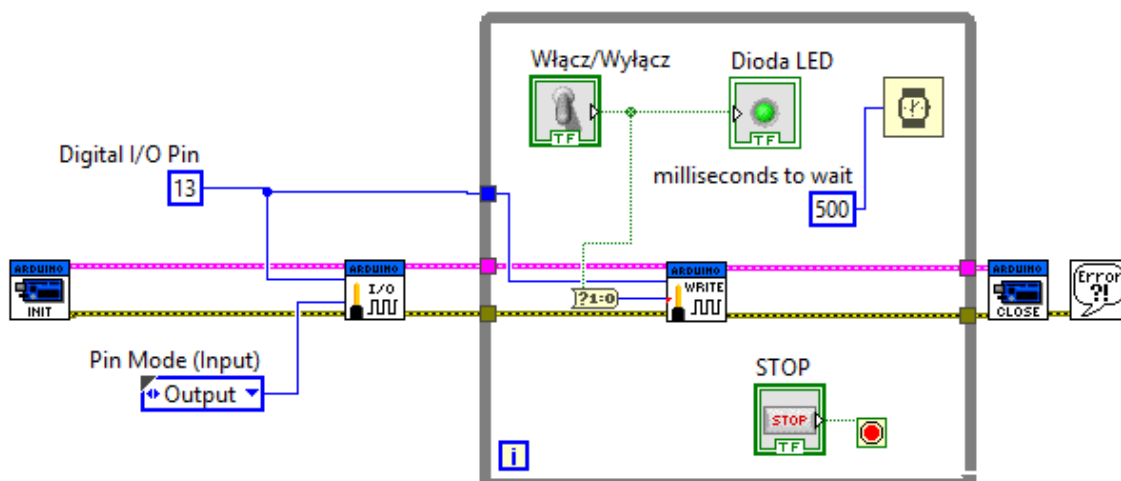 Włącz/Wyłącz
Dioda LED
TF
TF
Digital I/O Pin
13
milliseconds to wait
500
ARDUINO
INIT
ARDUINO
I/O
?1:0
ARDUINO
WRITE
ARDUINO
CLOSE
Error
?!
Pin Mode (Input)
Output
STOP
STOP
TF
i